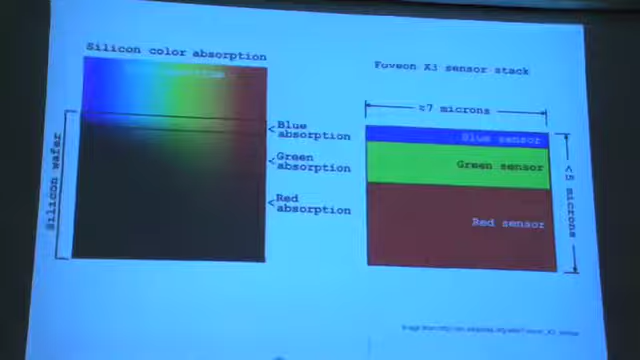 Silicon color absorption
Silicon wafer
Blue
absorption
Green
absorption
Red
absorption
Foveon X3 sensor stack
≈7 microns
Blue sensor
Green sensor
Red sensor
<5 microns